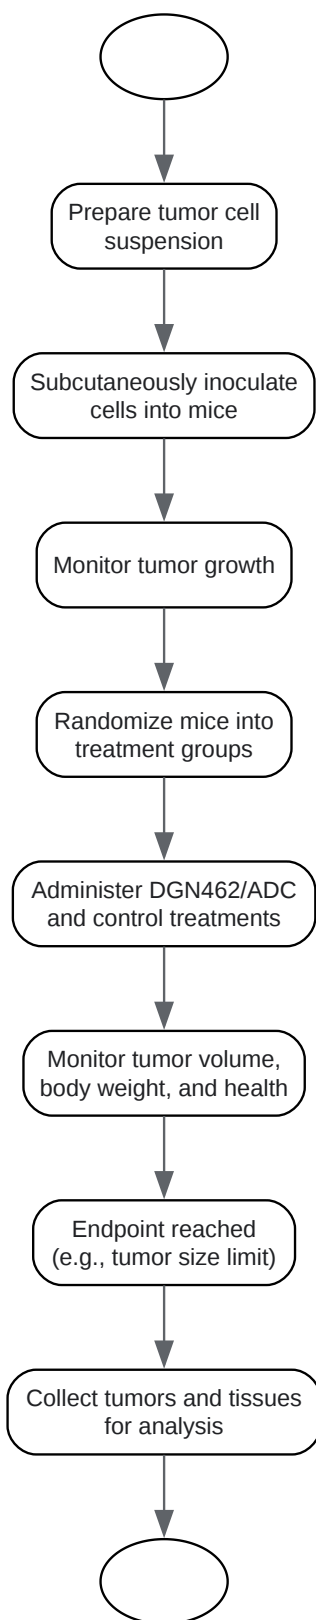 Prepare tumor cell
suspension
Subcutaneously inoculate
cells into mice
Monitor tumor growth
Randomize mice into
treatment groups
Administer DGN462/ADC
and control treatments
Monitor tumor volume,
body weight, and health
Endpoint reached
(e.g., tumor size limit)
Collect tumors and tissues
for analysis